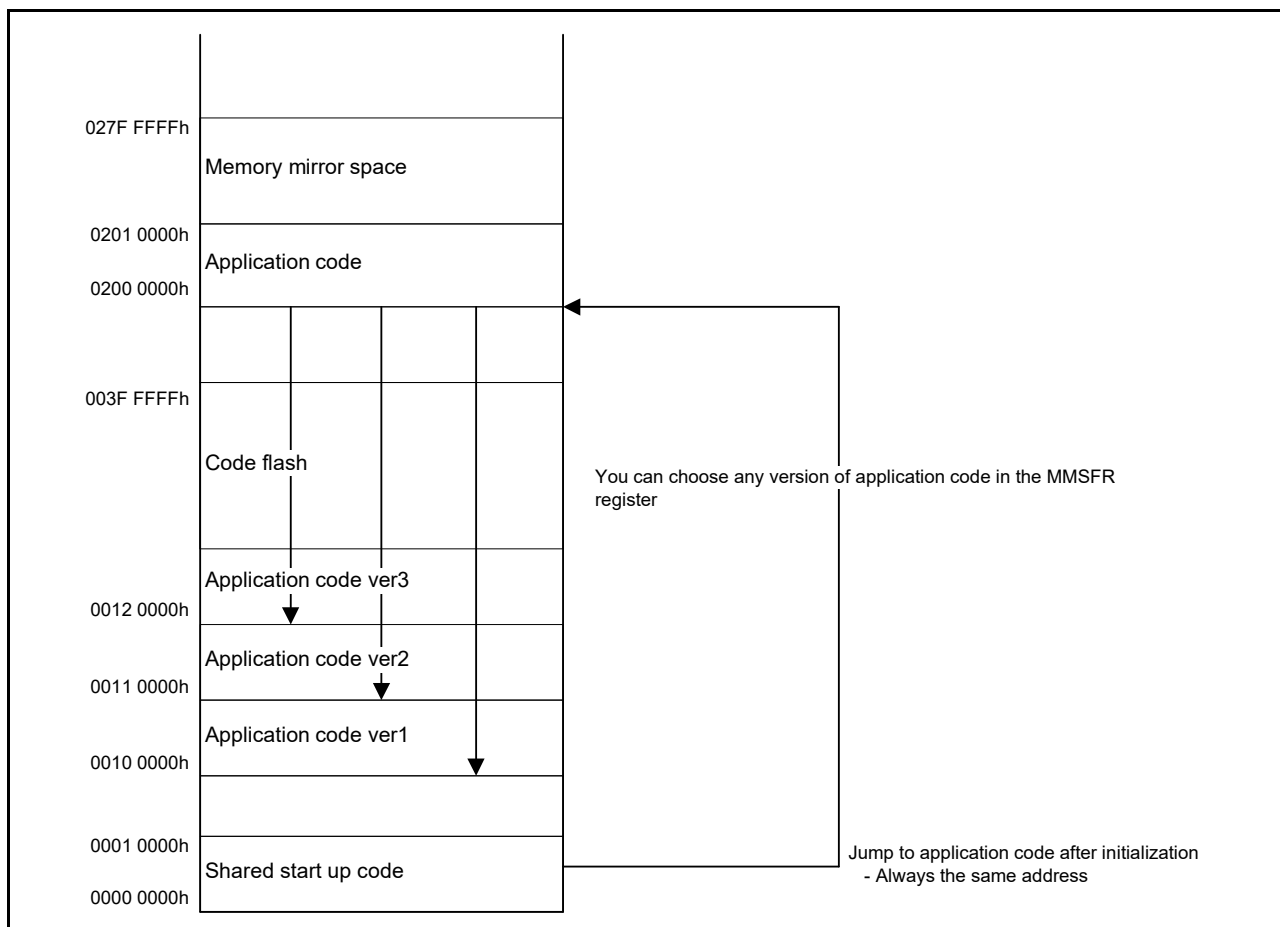 027F FFFFh
Memory mirror space
0201 0000h
Application code
0200 0000h
003F FFFFh
Code flash
You can choose any version of application code in the MMSFR
register
Application code ver3
0012 0000h
Application code ver2
0011 0000h
Application code ver1
0010 0000h
0001 0000h
Shared start up code
Jump to application code after initialization
- Always the same address
0000 0000h